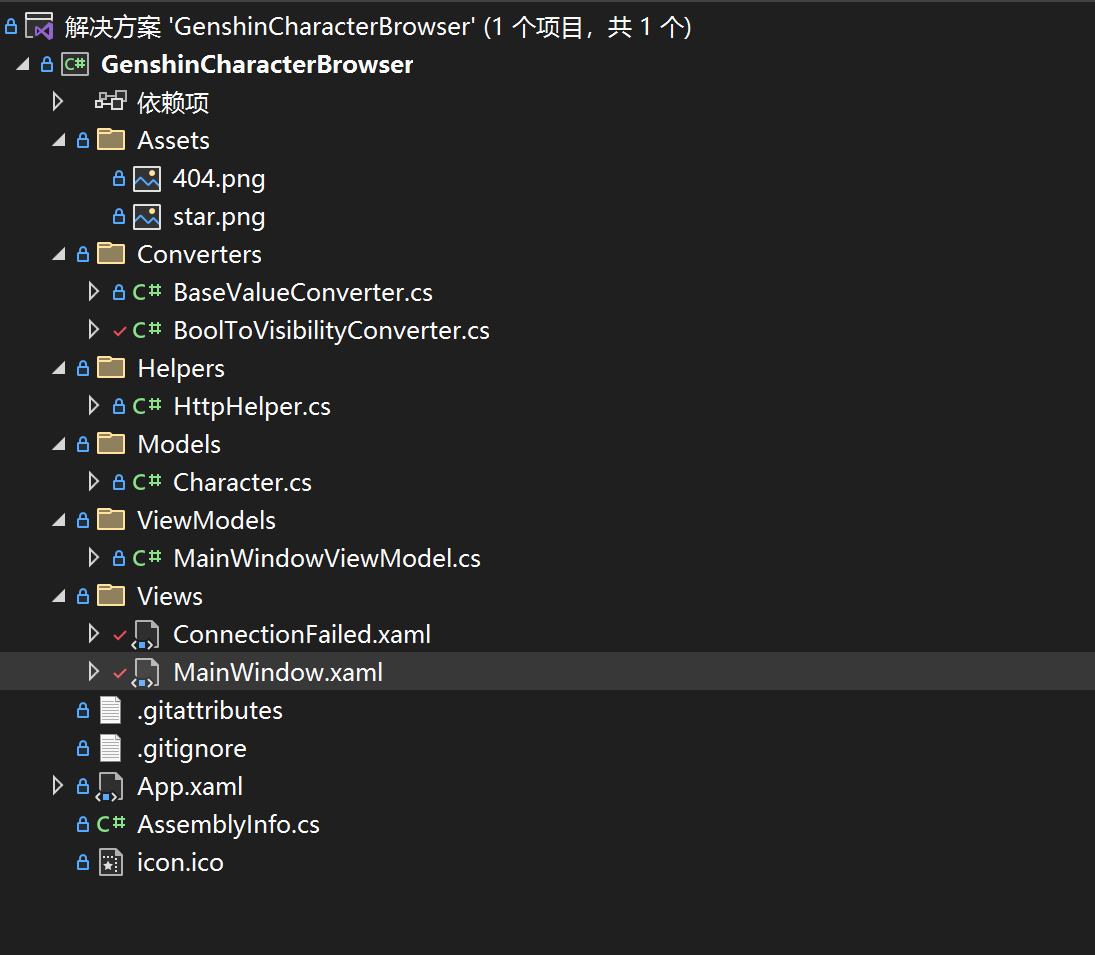 解决方案 'GenshinCharacterBrowser' (1 个项目，共 1 个)
C# GenshinCharacterBrowser
依赖项
Assets
404.png
star.png
Converters
C# BaseValueConverter.cs
C# BoolToVisibilityConverter.cs
Helpers
C# HttpHelper.cs
Models
C# Character.cs
ViewModels
C# MainWindowViewModel.cs
Views
ConnectionFailed.xaml
MainWindow.xaml
.gitattributes
.gitignore
App.xaml
C# AssemblyInfo.cs
icon.ico